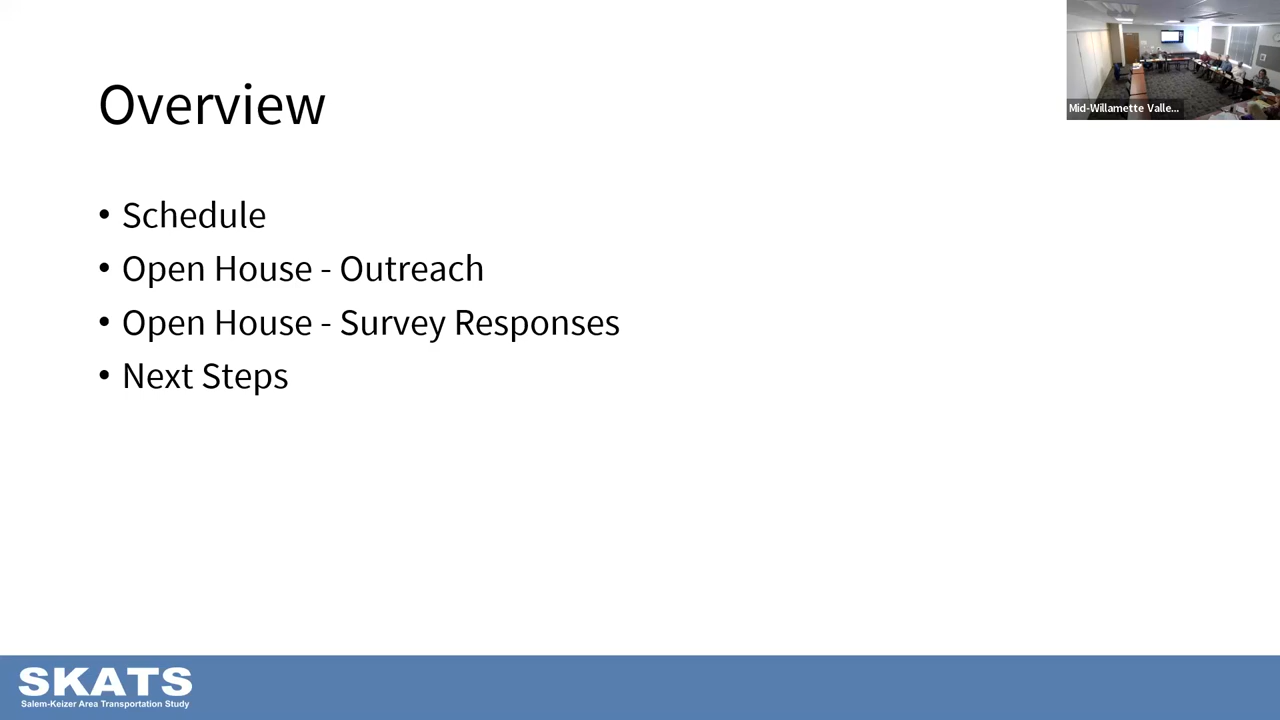 Mid-Willamette Valle...
Overview
• Schedule
• Open House - Outreach
• Open House - Survey Responses
• Next Steps
SKATS
Salem-Keizer Area Transportation Study